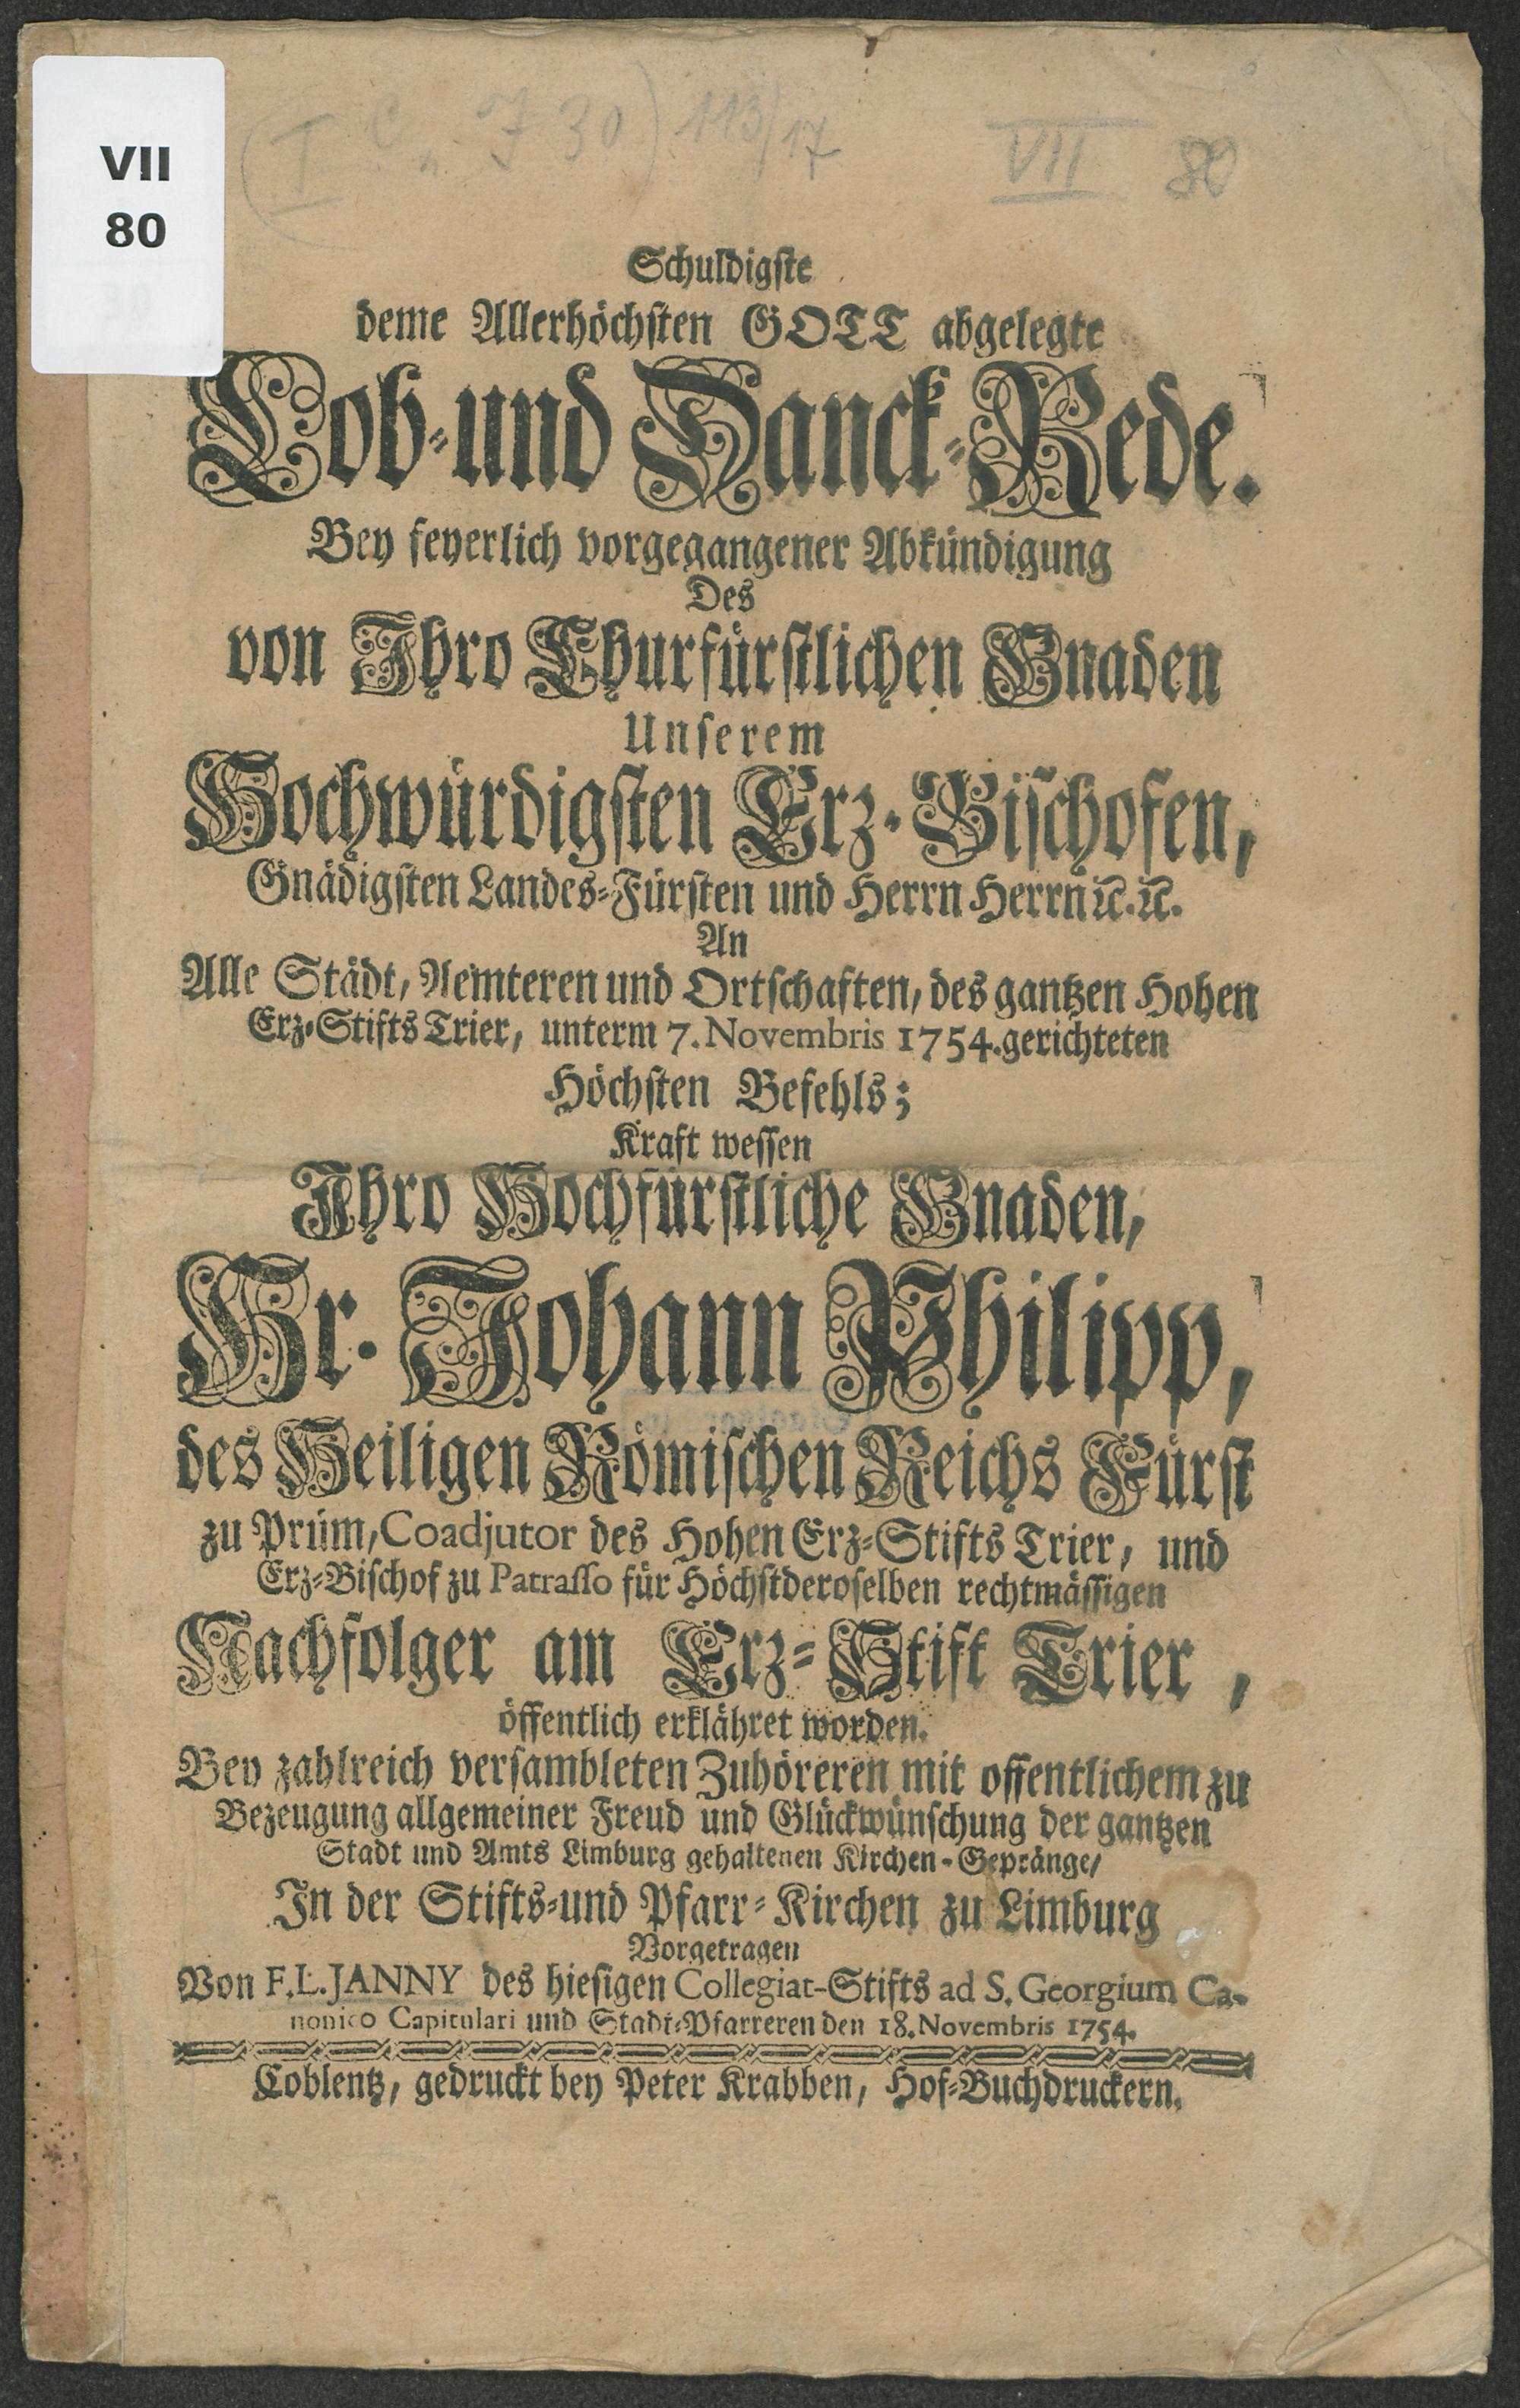 VII
80
(I C n. 730) 113/17 VII 80
Schuldigste
deme Allerhöchsten GOTT abgelegte
Lob-und Danck-Rede.
Bey feyerlich vorgegangener Abkündigung
Des
von Ihro Churfürstlichen Gnaden
Unserem
Hochwürdigsten Erz-Bischofen,
Gnädigsten Landes-Fürsten und Herrn Herrn ꝛc. ꝛc.
An
Alle Städt, Aemteren und Ortschaften, des gantzen Hohen
Erz-Stifts Trier, unterm 7. Novembris 1754. gerichteten
Höchsten Befehls;
Kraft wessen
Ihro Hochfürstliche Gnaden,
Hr. Johann Philipp,
des Heiligen Römischen Reichs Fürst
zu Prüm, Coadjutor des Hohen Erz-Stifts Trier, und
Erz-Bischof zu Patrasso für Höchstderoselben rechtmässigen
Nachfolger am Erz-Stift Trier,
öffentlich erklähret worden.
Bey zahlreich versambleten Zuhöreren mit offentlichem zu
Bezeugung allgemeiner Freud und Glückwünschung der gantzen
Stadt und Amts Limburg gehaltenen Kirchen-Gepränge,
In der Stifts-und Pfarr-Kirchen zu Limburg
Vorgetragen
Von F. L. JANNY des hiesigen Collegiat-Stifts ad S. Georgium Ca-
nonico Capitulari und Stadt-Pfarreren den 18. Novembris 1754.
Coblentz, gedruckt bey Peter Krabben, Hof-Buchdruckern.